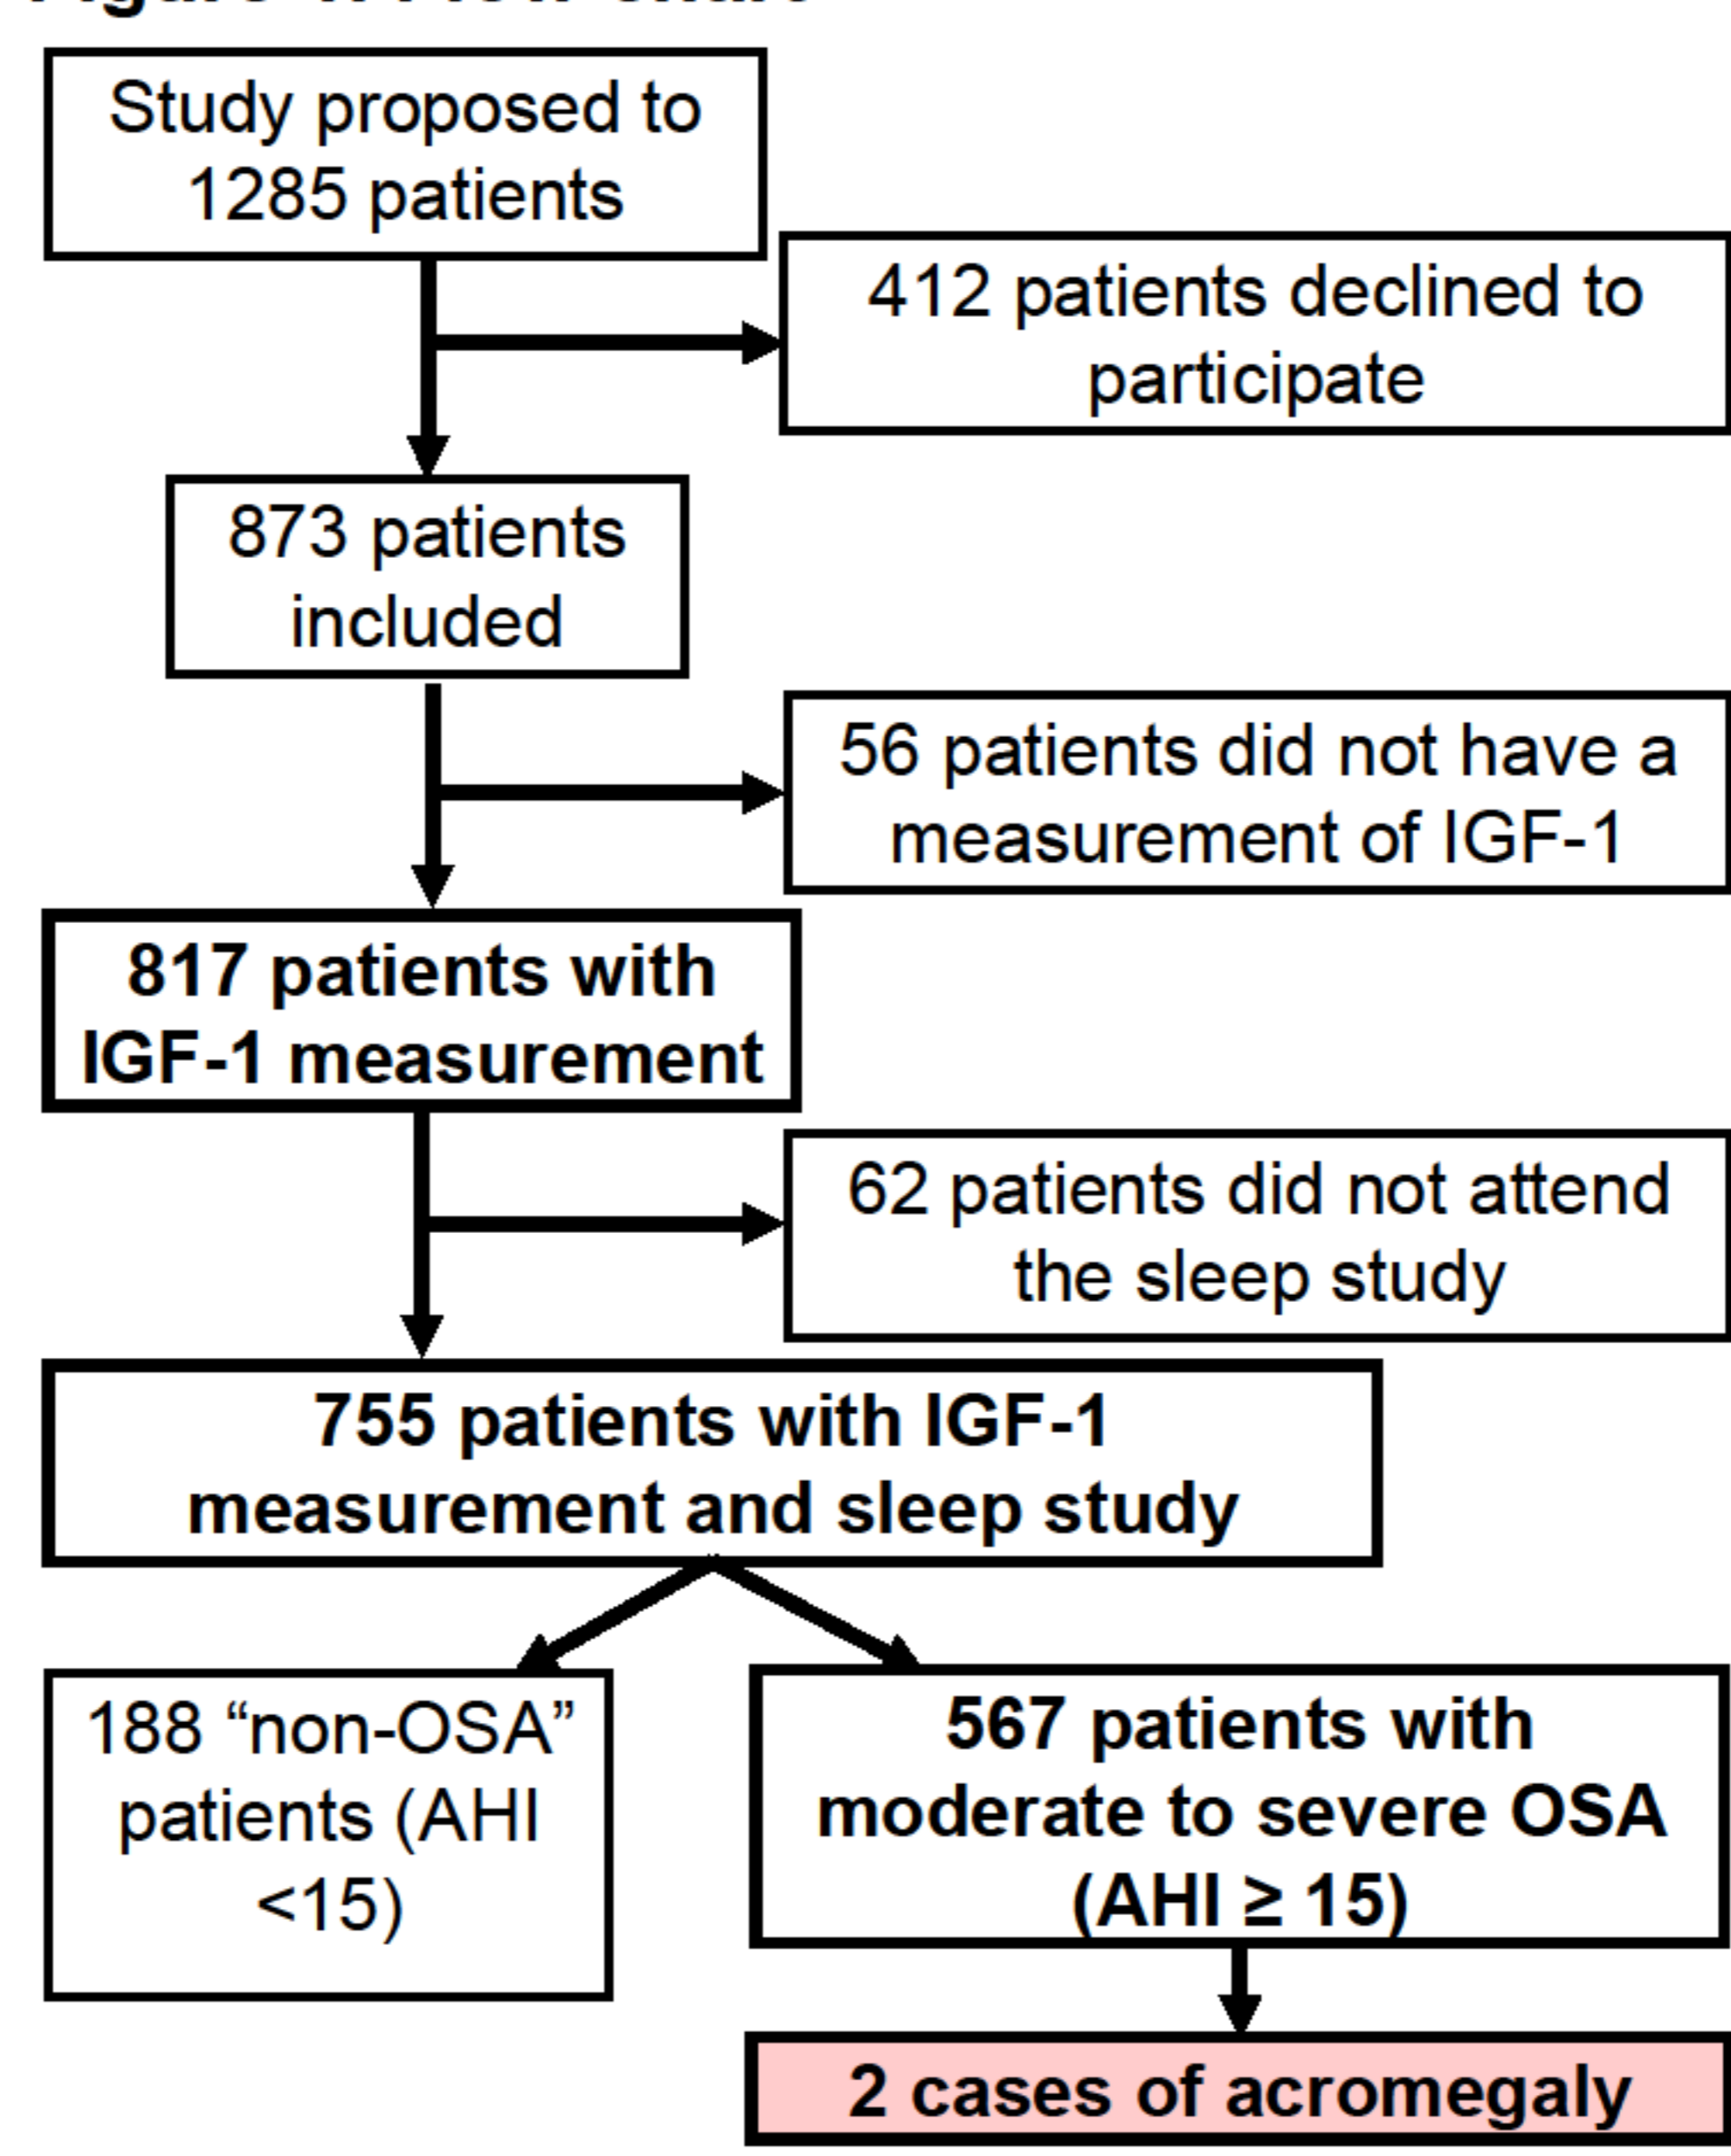 Study proposed to
1285 patients
412 patients declined to
participate
873 patients
included
56 patients did not have a
measurement of IGF-1
817 patients with
IGF-1 measurement
62 patients did not attend
the sleep study
755 patients with IGF-1
measurement and sleep study
188 “non-OSA”
patients (AHI
<15)
567 patients with
moderate to severe OSA
(AHI ≥ 15)
2 cases of acromegaly